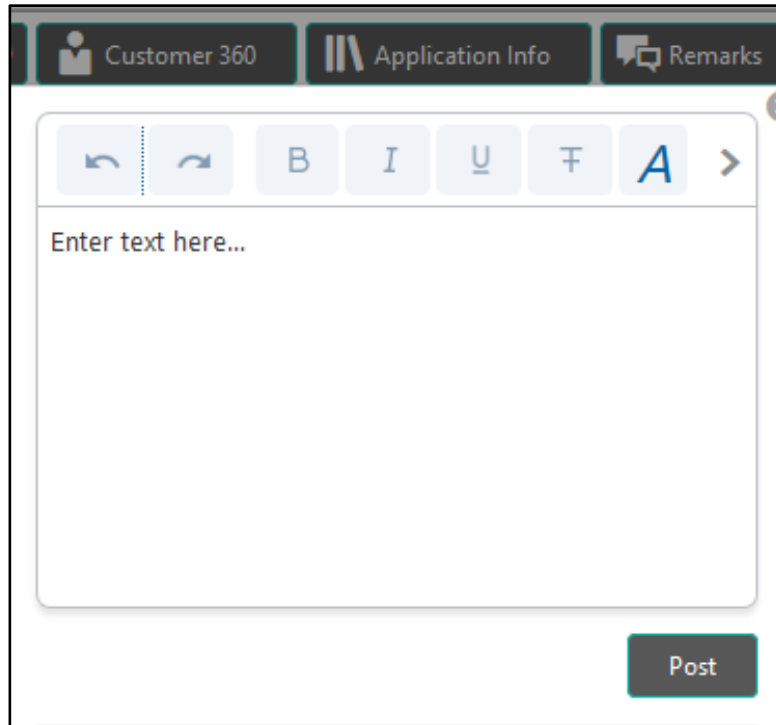 Customer 360 Application Info Remarks
B I U T A
Enter text here...
Post